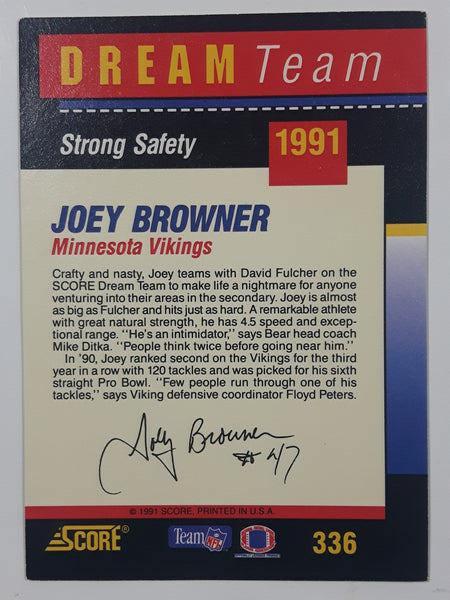 DREAM Team
Strong Safety
1991
JOEY BROWNER
Minnesota Vikings
Crafty and nasty, Joey teams with David Fulcher on the
SCORE Dream Team to make life a nightmare for anyone
venturing into their areas in the secondary. Joey is almost
as big as Fulcher and hits just as hard. A remarkable athlete
with great natural strength, he has 4.5 speed and excep-
tional range. "He's an intimidator," says Bear head coach
Mike Ditka. "People think twice before going near him."
In '90, Joey ranked second on the Vikings for the third
year in a row with 120 tackles and was picked for his sixth
straight Pro Bowl. "Few people run through one of his
tackles," says Viking defensive coordinator Floyd Peters.
Joey Browner
#47
© 1991 SCORE, PRINTED IN U.S.A.
SCORE®
Team NFL
336